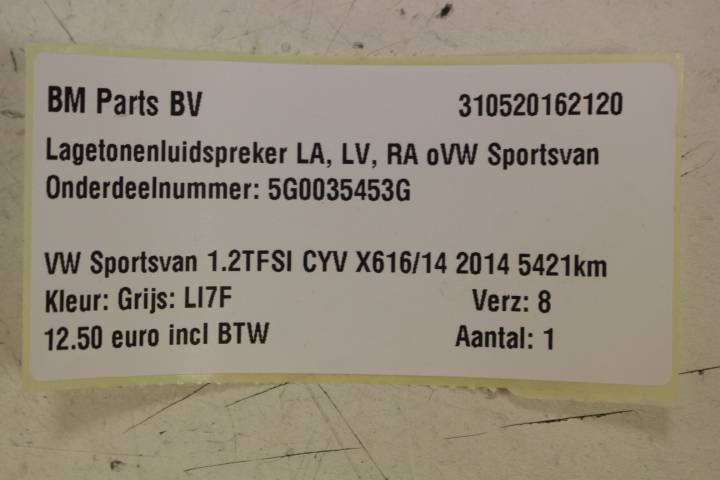 BM Parts BV 310520162120
Lagetonenluidspreker LA, LV, RA oVW Sportsvan
Onderdeelnummer: 5G0035453G
VW Sportsvan 1.2TFSI CYV X616/14 2014 5421km
Kleur: Grijs: LI7F Verz: 8
12.50 euro incl BTW Aantal: 1